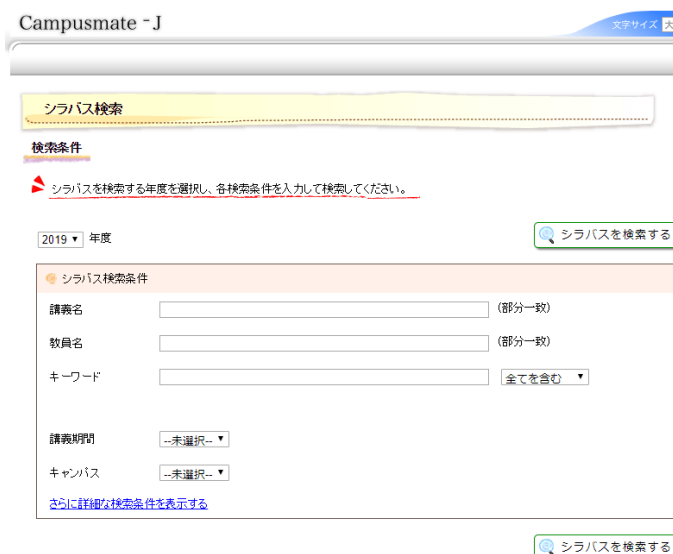 Campusmate-J
文字サイズ 大
シラバス検索
検索条件
シラバスを検索する年度を選択し、各検索条件を入力して検索してください。
2019 年度 シラバスを検索する
シラバス検索条件
講義名 (部分一致)
教員名 (部分一致)
キーワード 全てを含む
講義期間 --未選択--
キャンパス --未選択--
さらに詳細な検索条件を表示する
シラバスを検索する